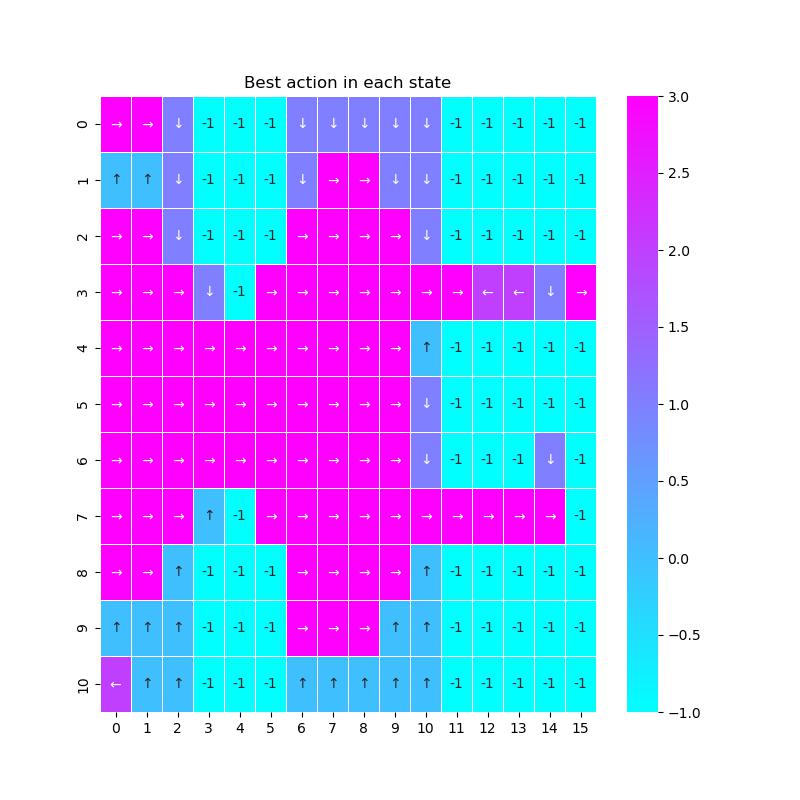 Best action in each state
0 → → ↓ -1 -1 -1 ↓ ↓ ↓ ↓ ↓ -1 -1 -1 -1 -1
1 ↑ ↑ ↓ -1 -1 -1 ↓ → → ↓ ↓ -1 -1 -1 -1 -1
2 → → ↓ -1 -1 -1 → → → → ↓ -1 -1 -1 -1 -1
3 → → → ↓ -1 → → → → → → → ← ← ↓ →
4 → → → → → → → → → → ↑ -1 -1 -1 -1 -1
5 → → → → → → → → → → ↓ -1 -1 -1 -1 -1
6 → → → → → → → → → → ↓ -1 -1 -1 ↓ -1
7 → → → ↑ -1 → → → → → → → → → → -1
8 → → ↑ -1 -1 -1 → → → → ↑ -1 -1 -1 -1 -1
9 ↑ ↑ ↑ -1 -1 -1 → → → ↑ ↑ -1 -1 -1 -1 -1
10 ← ↑ ↑ -1 -1 -1 ↑ ↑ ↑ ↑ ↑ -1 -1 -1 -1 -1
0 1 2 3 4 5 6 7 8 9 10 11 12 13 14 15
3.0
2.5
2.0
1.5
1.0
0.5
0.0
−0.5
−1.0